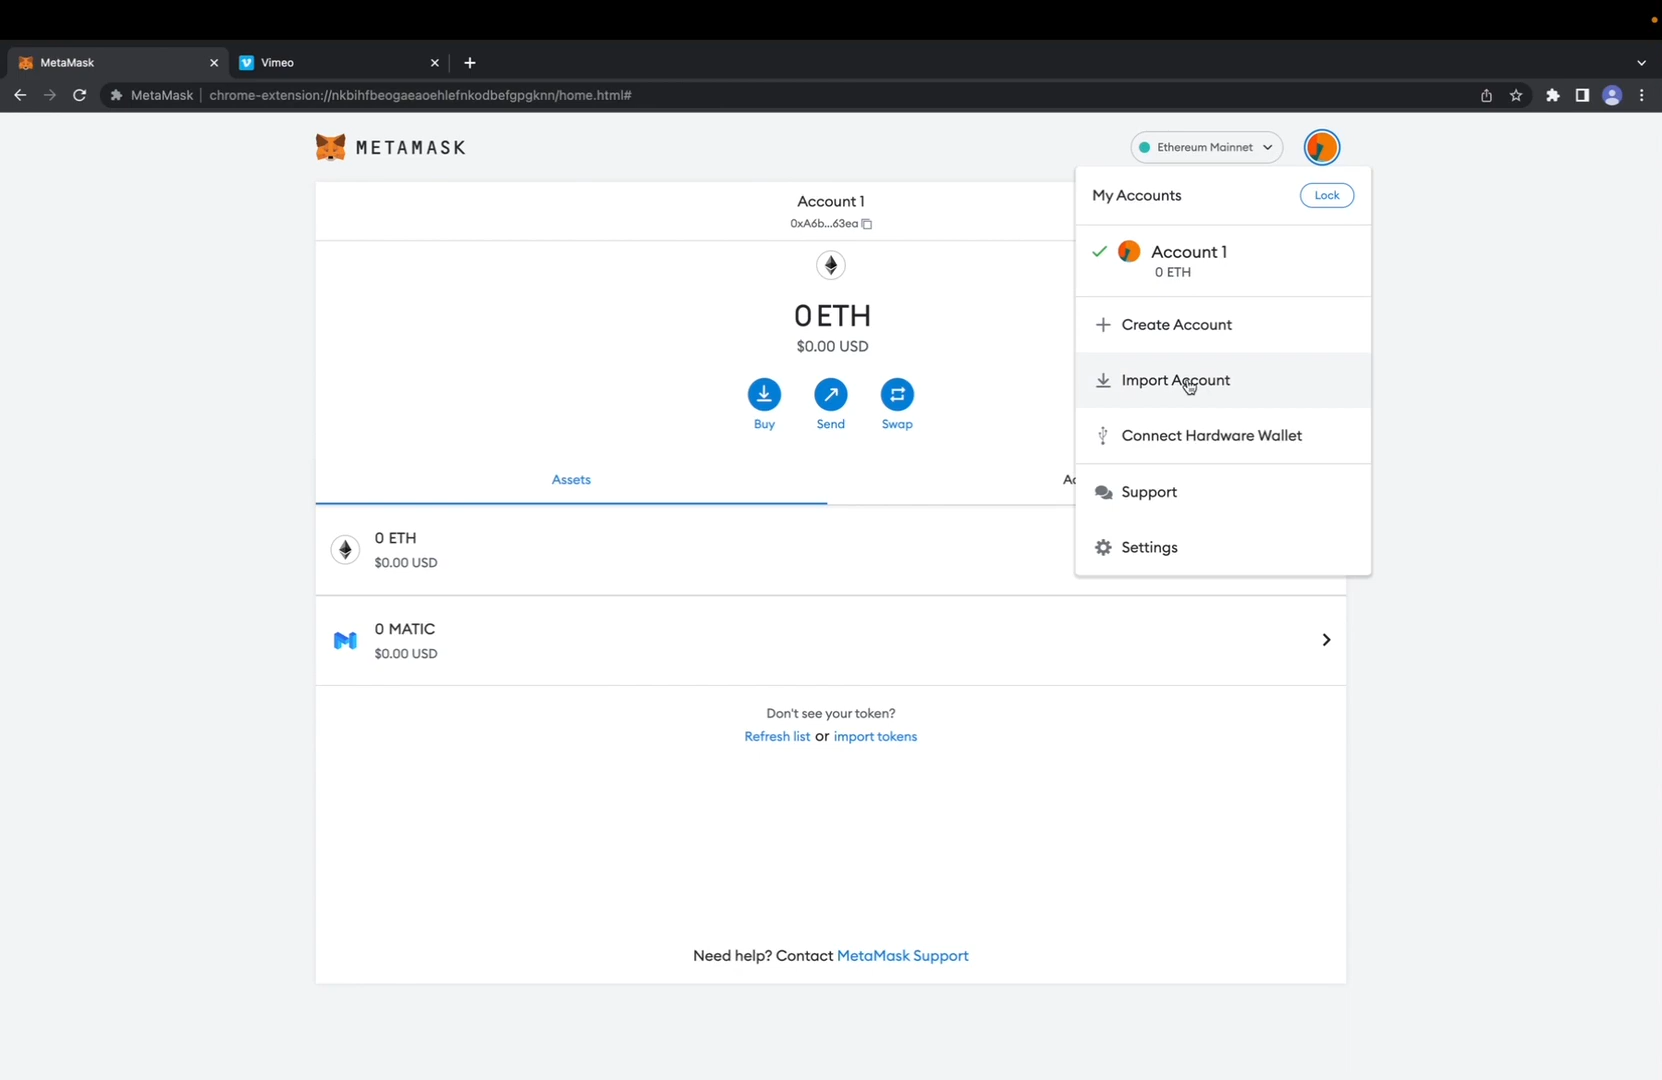 MetaMask
Vimeo
MetaMask | chrome-extension://nkbihfbeogaeaoehlefnkodbefgpgknn/home.html#
METAMASK
Ethereum Mainnet
Account 1
0xA6b...63ea
My Accounts
Lock
Account 1
0 ETH
0 ETH
$0.00 USD
Create Account
Import Account
Connect Hardware Wallet
Support
Settings
Buy
Send
Swap
Assets
Ac
0 ETH
$0.00 USD
0 MATIC
$0.00 USD
Don't see your token?
Refresh list or import tokens
Need help? Contact MetaMask Support